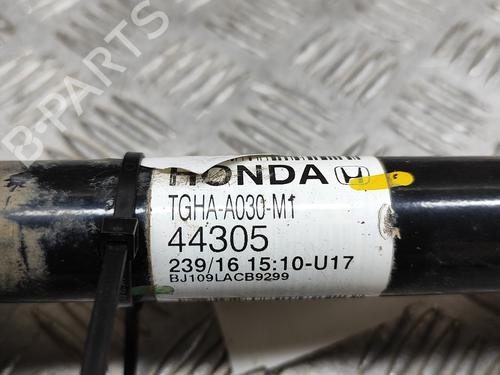 B-PARTS
HONDA
TGHA-A030-M1
44305
239/16 15:10-U17
BJ109LACB9299